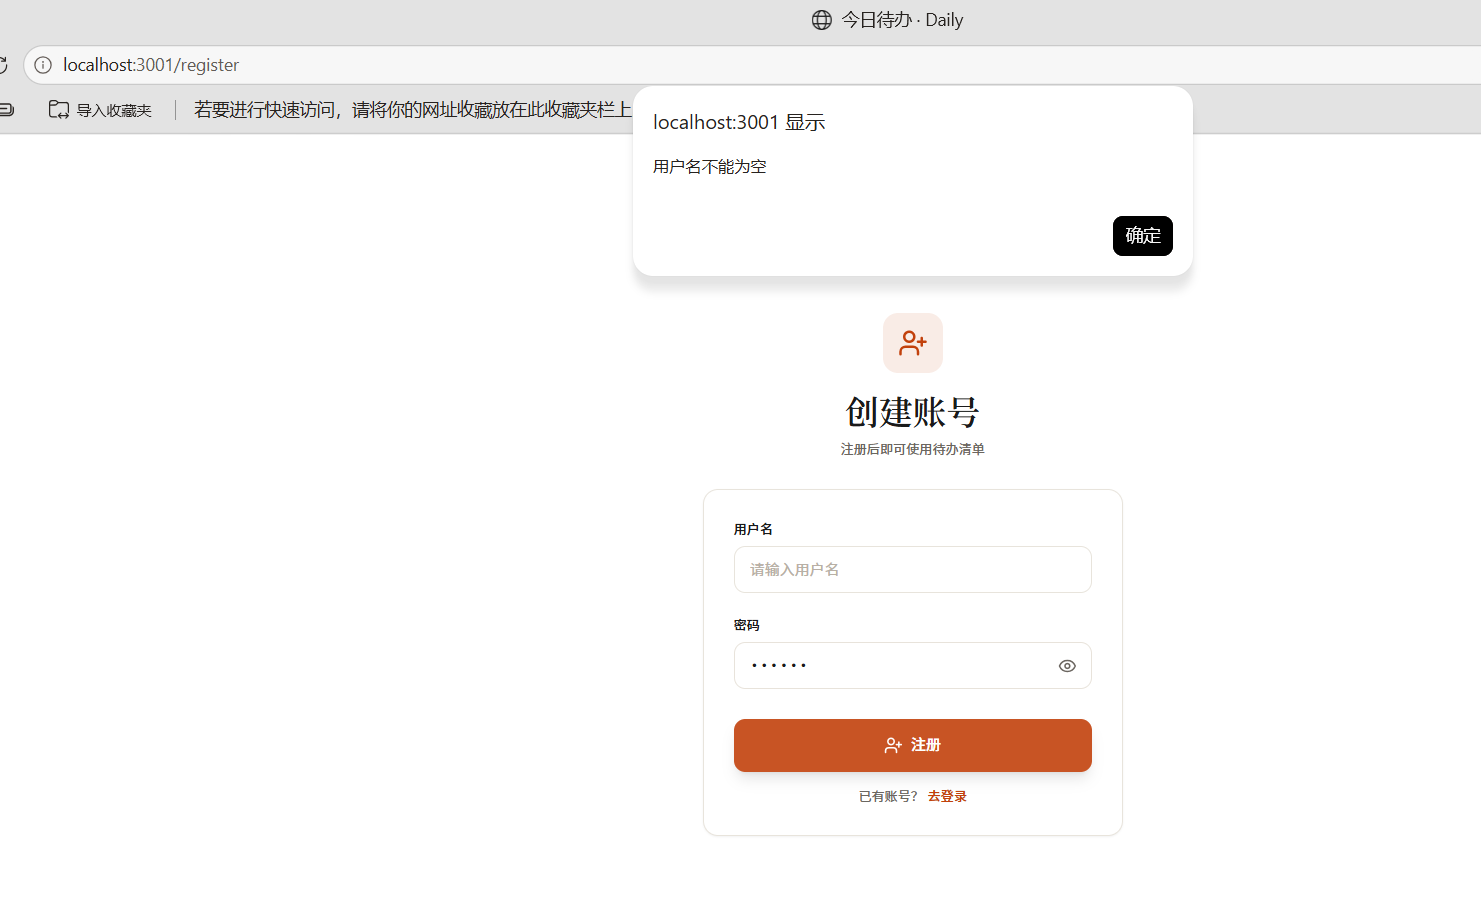 今日待办 · Daily
localhost:3001/register
导入收藏夹
若要进行快速访问，请将你的网址收藏放在此收藏夹栏上
localhost:3001 显示
用户名不能为空
确定
创建账号
注册后即可使用待办清单
用户名
请输入用户名
密码
••••••
注册
已有账号？ 去登录